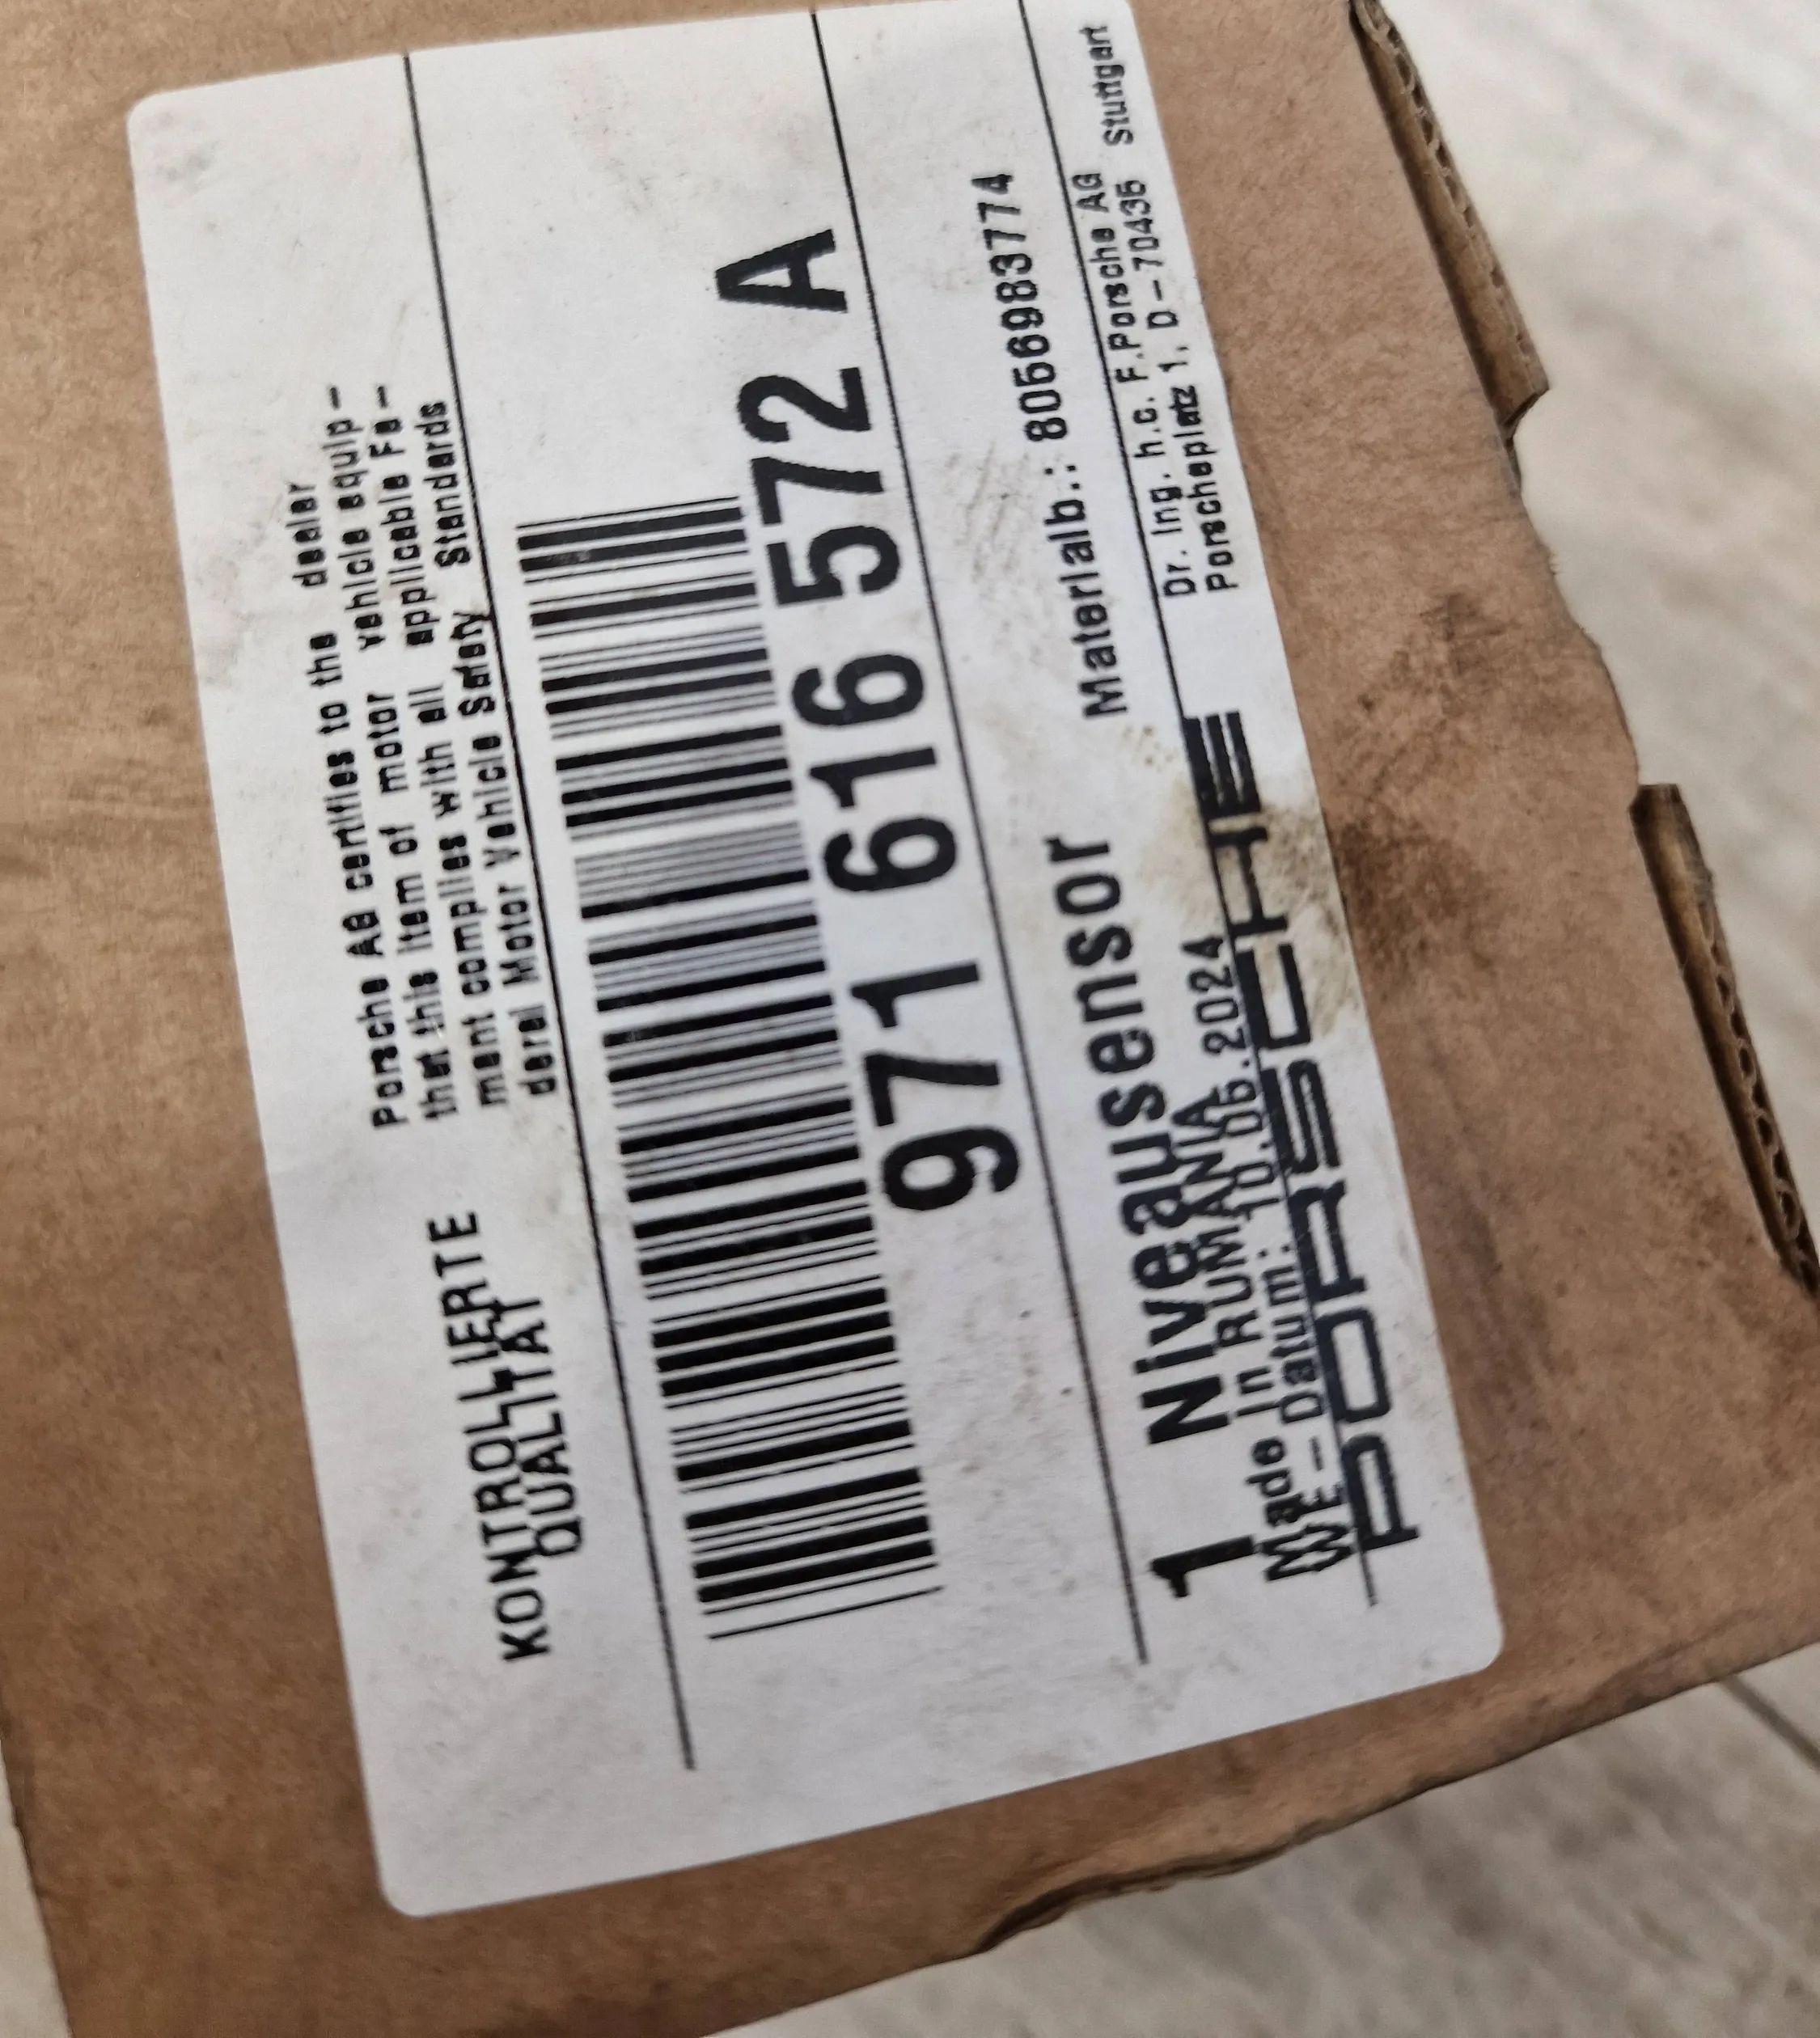 KONTROLLIERTE
QUALITÄT
Porsche AG certifies to the dealer
that this item of motor vehicle equip-
ment complies with all applicable Fe-
deral Motor Vehicle Safety Standards
971 616 572 A
1 Niveausensor
Materialb.: 8056983774
Made in RUMÄNIA
WE-Datum: 10.06.2024
PORSCHE
Dr. Ing. h.c. F.Porsche AG
Porscheplatz 1, D-70435 Stuttgart